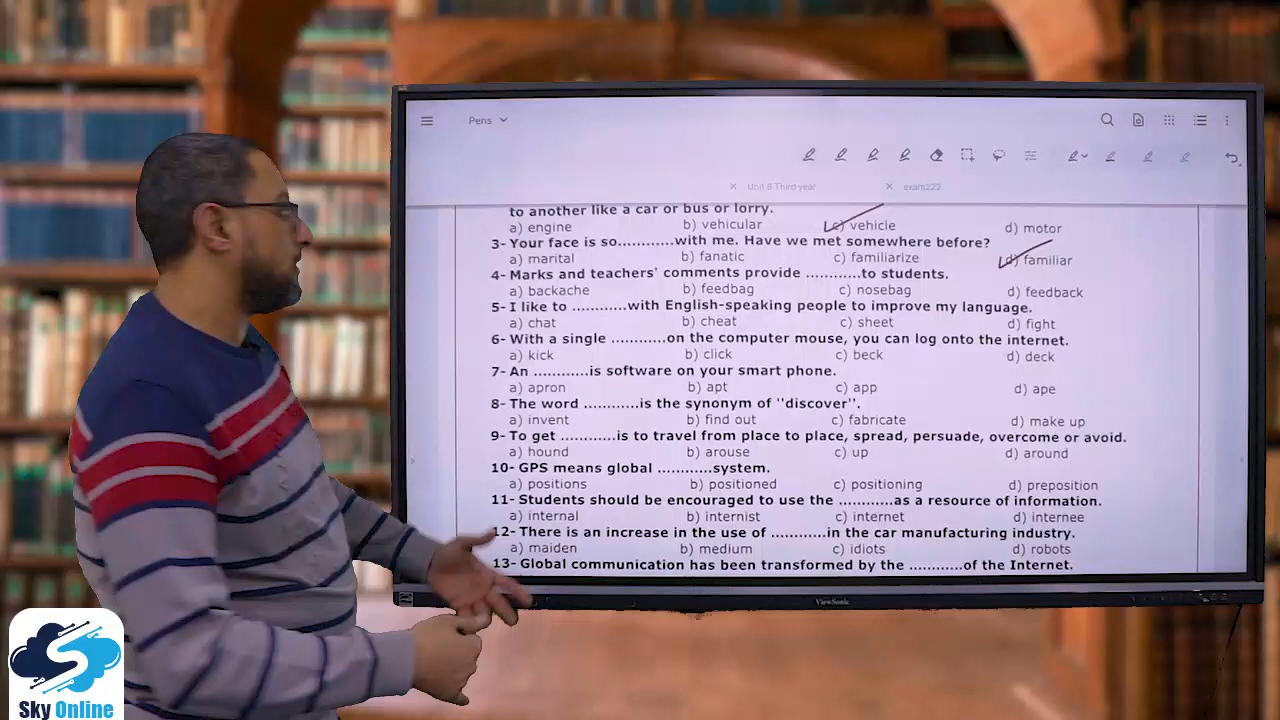 Pens
Unit 8 Third year
exam222
to another like a car or bus or lorry.
a) engine b) vehicular c) vehicle d) motor
3- Your face is so............with me. Have we met somewhere before?
a) marital b) fanatic c) familiarize d) familiar
4- Marks and teachers' comments provide ............to students.
a) backache b) feedbag c) nosebag d) feedback
5- I like to ............with English-speaking people to improve my language.
a) chat b) cheat c) sheet d) fight
6- With a single ............on the computer mouse, you can log onto the internet.
a) kick b) click c) beck d) deck
7- An ............is software on your smart phone.
a) apron b) apt c) app d) ape
8- The word ............is the synonym of "discover".
a) invent b) find out c) fabricate d) make up
9- To get ............is to travel from place to place, spread, persuade, overcome or avoid.
a) hound b) arouse c) up d) around
10- GPS means global ............system.
a) positions b) positioned c) positioning d) preposition
11- Students should be encouraged to use the ............as a resource of information.
a) internal b) internist c) internet d) internee
12- There is an increase in the use of ............in the car manufacturing industry.
a) maiden b) medium c) idiots d) robots
13- Global communication has been transformed by the ............of the Internet.
ViewSonic
Sky Online